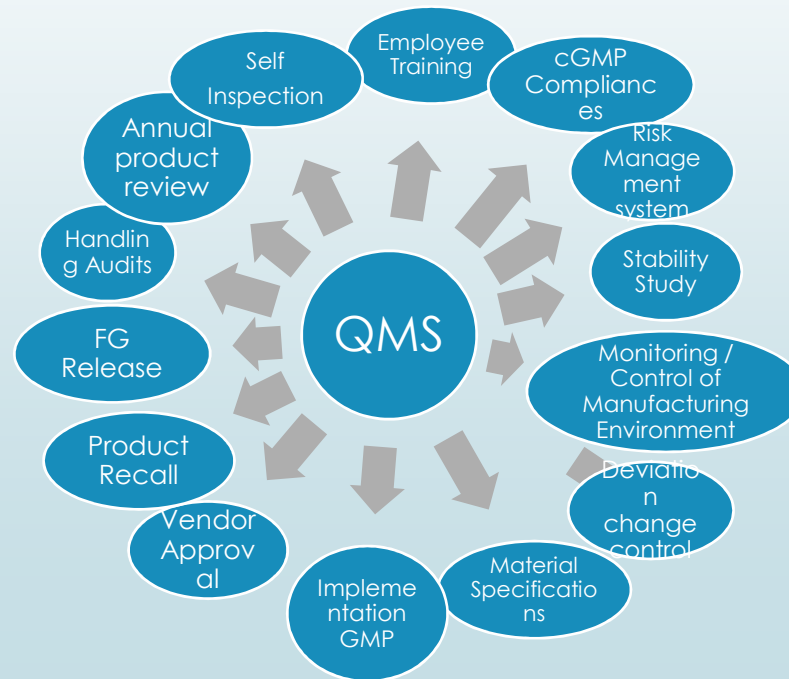 Employee
Training
cGMP
Complianc
es
Risk
Manage
ment
system
Stability
Study
Monitoring /
Control of
Manufacturing
Environment
Deviatio
n
change
control
Material
Specificatio
ns
Impleme
ntation
GMP
Vendor
Approv
al
Product
Recall
FG
Release
Handlin
g Audits
Annual
product
review
Self
Inspection
QMS